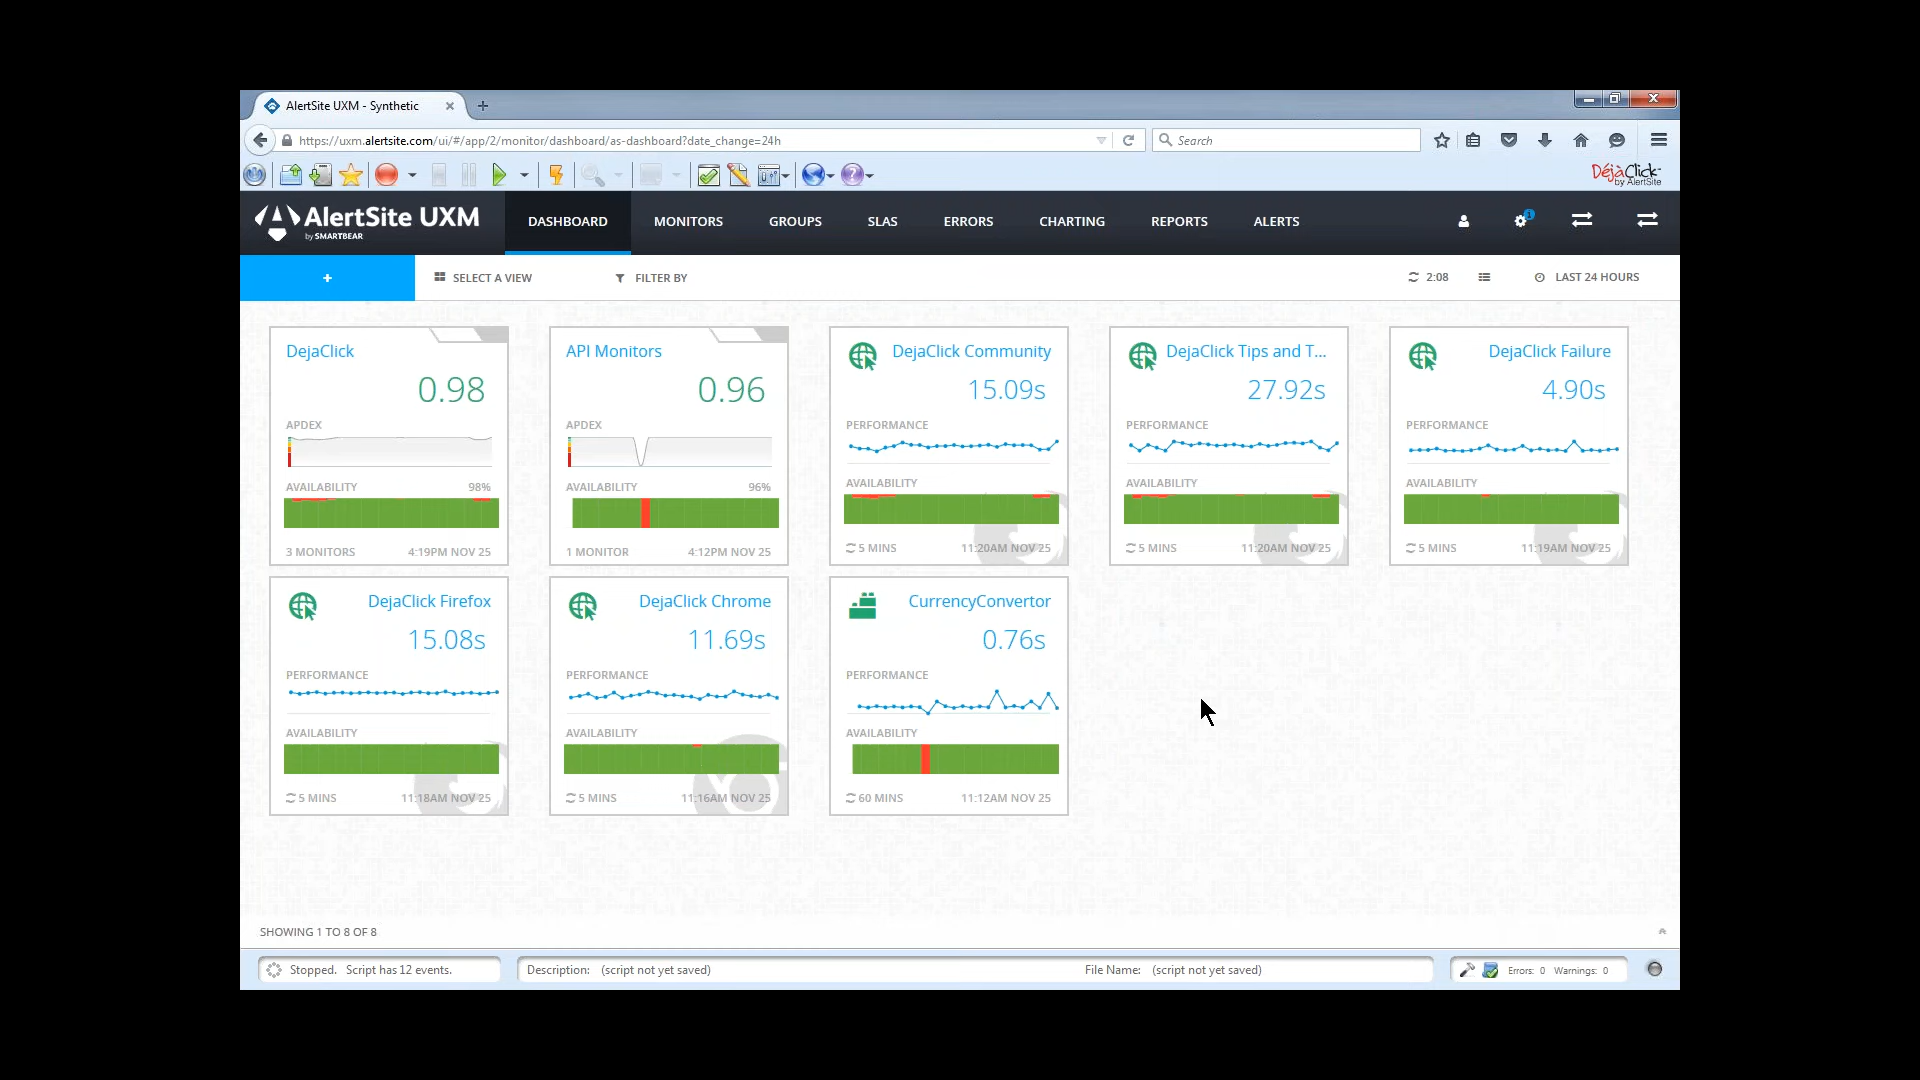 AlertSite UXM - Synthetic
https://uxm.alertsite.com/ui/#/app/2/monitor/dashboard/as-dashboard?date_change=24h
Search
DéjàClick
by AlertSite
AlertSite UXM
by SMARTBEAR
DASHBOARD MONITORS GROUPS SLAS ERRORS CHARTING REPORTS ALERTS
1
+ SELECT A VIEW FILTER BY 2:08 LAST 24 HOURS
DejaClick
0.98
APDEX
AVAILABILITY 98%
3 MONITORS 4:19PM NOV 25
API Monitors
0.96
APDEX
AVAILABILITY 96%
1 MONITOR 4:12PM NOV 25
DejaClick Community
15.09s
PERFORMANCE
AVAILABILITY
5 MINS 11:20AM NOV 25
DejaClick Tips and T...
27.92s
PERFORMANCE
AVAILABILITY
5 MINS 11:20AM NOV 25
DejaClick Failure
4.90s
PERFORMANCE
AVAILABILITY
5 MINS 11:19AM NOV 25
DejaClick Firefox
15.08s
PERFORMANCE
AVAILABILITY
5 MINS 11:18AM NOV 25
DejaClick Chrome
11.69s
PERFORMANCE
AVAILABILITY
5 MINS 11:16AM NOV 25
CurrencyConvertor
0.76s
PERFORMANCE
AVAILABILITY
60 MINS 11:12AM NOV 25
SHOWING 1 TO 8 OF 8
Stopped. Script has 12 events. Description: (script not yet saved) File Name: (script not yet saved) Errors: 0 Warnings: 0